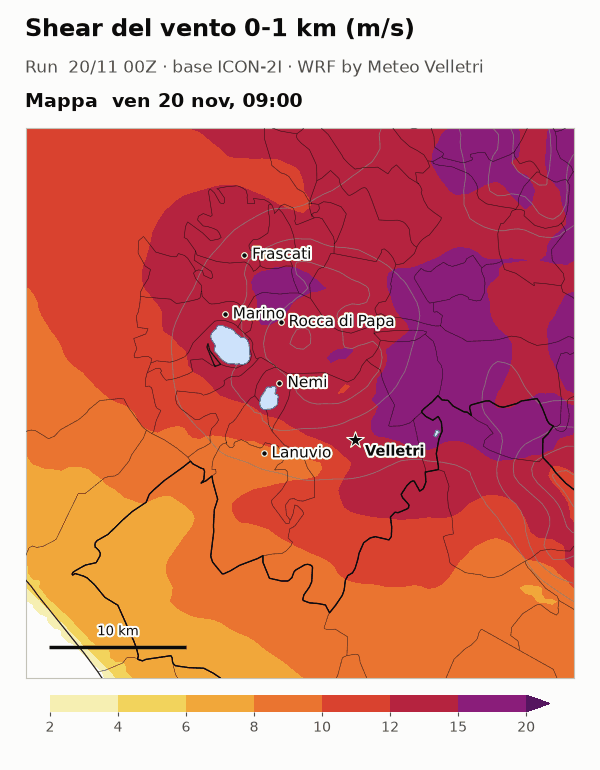 Shear del vento 0-1 km (m/s)
Run  20/11 00Z · base ICON-2I · WRF by Meteo Velletri
Mappa  ven 20 nov, 09:00
Frascati
Marino
Rocca di Papa
Nemi
Velletri
Lanuvio
10 km
2 4 6 8 10 12 15 20